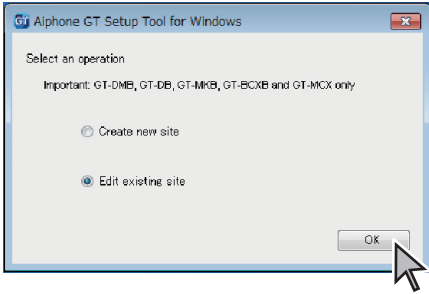 GT Aiphone GT Setup Tool for Windows
Select an operation
Important: GT-DMB, GT-DB, GT-MKB, GT-BCXB and GT-MCX only
Create new site
Edit existing site
OK